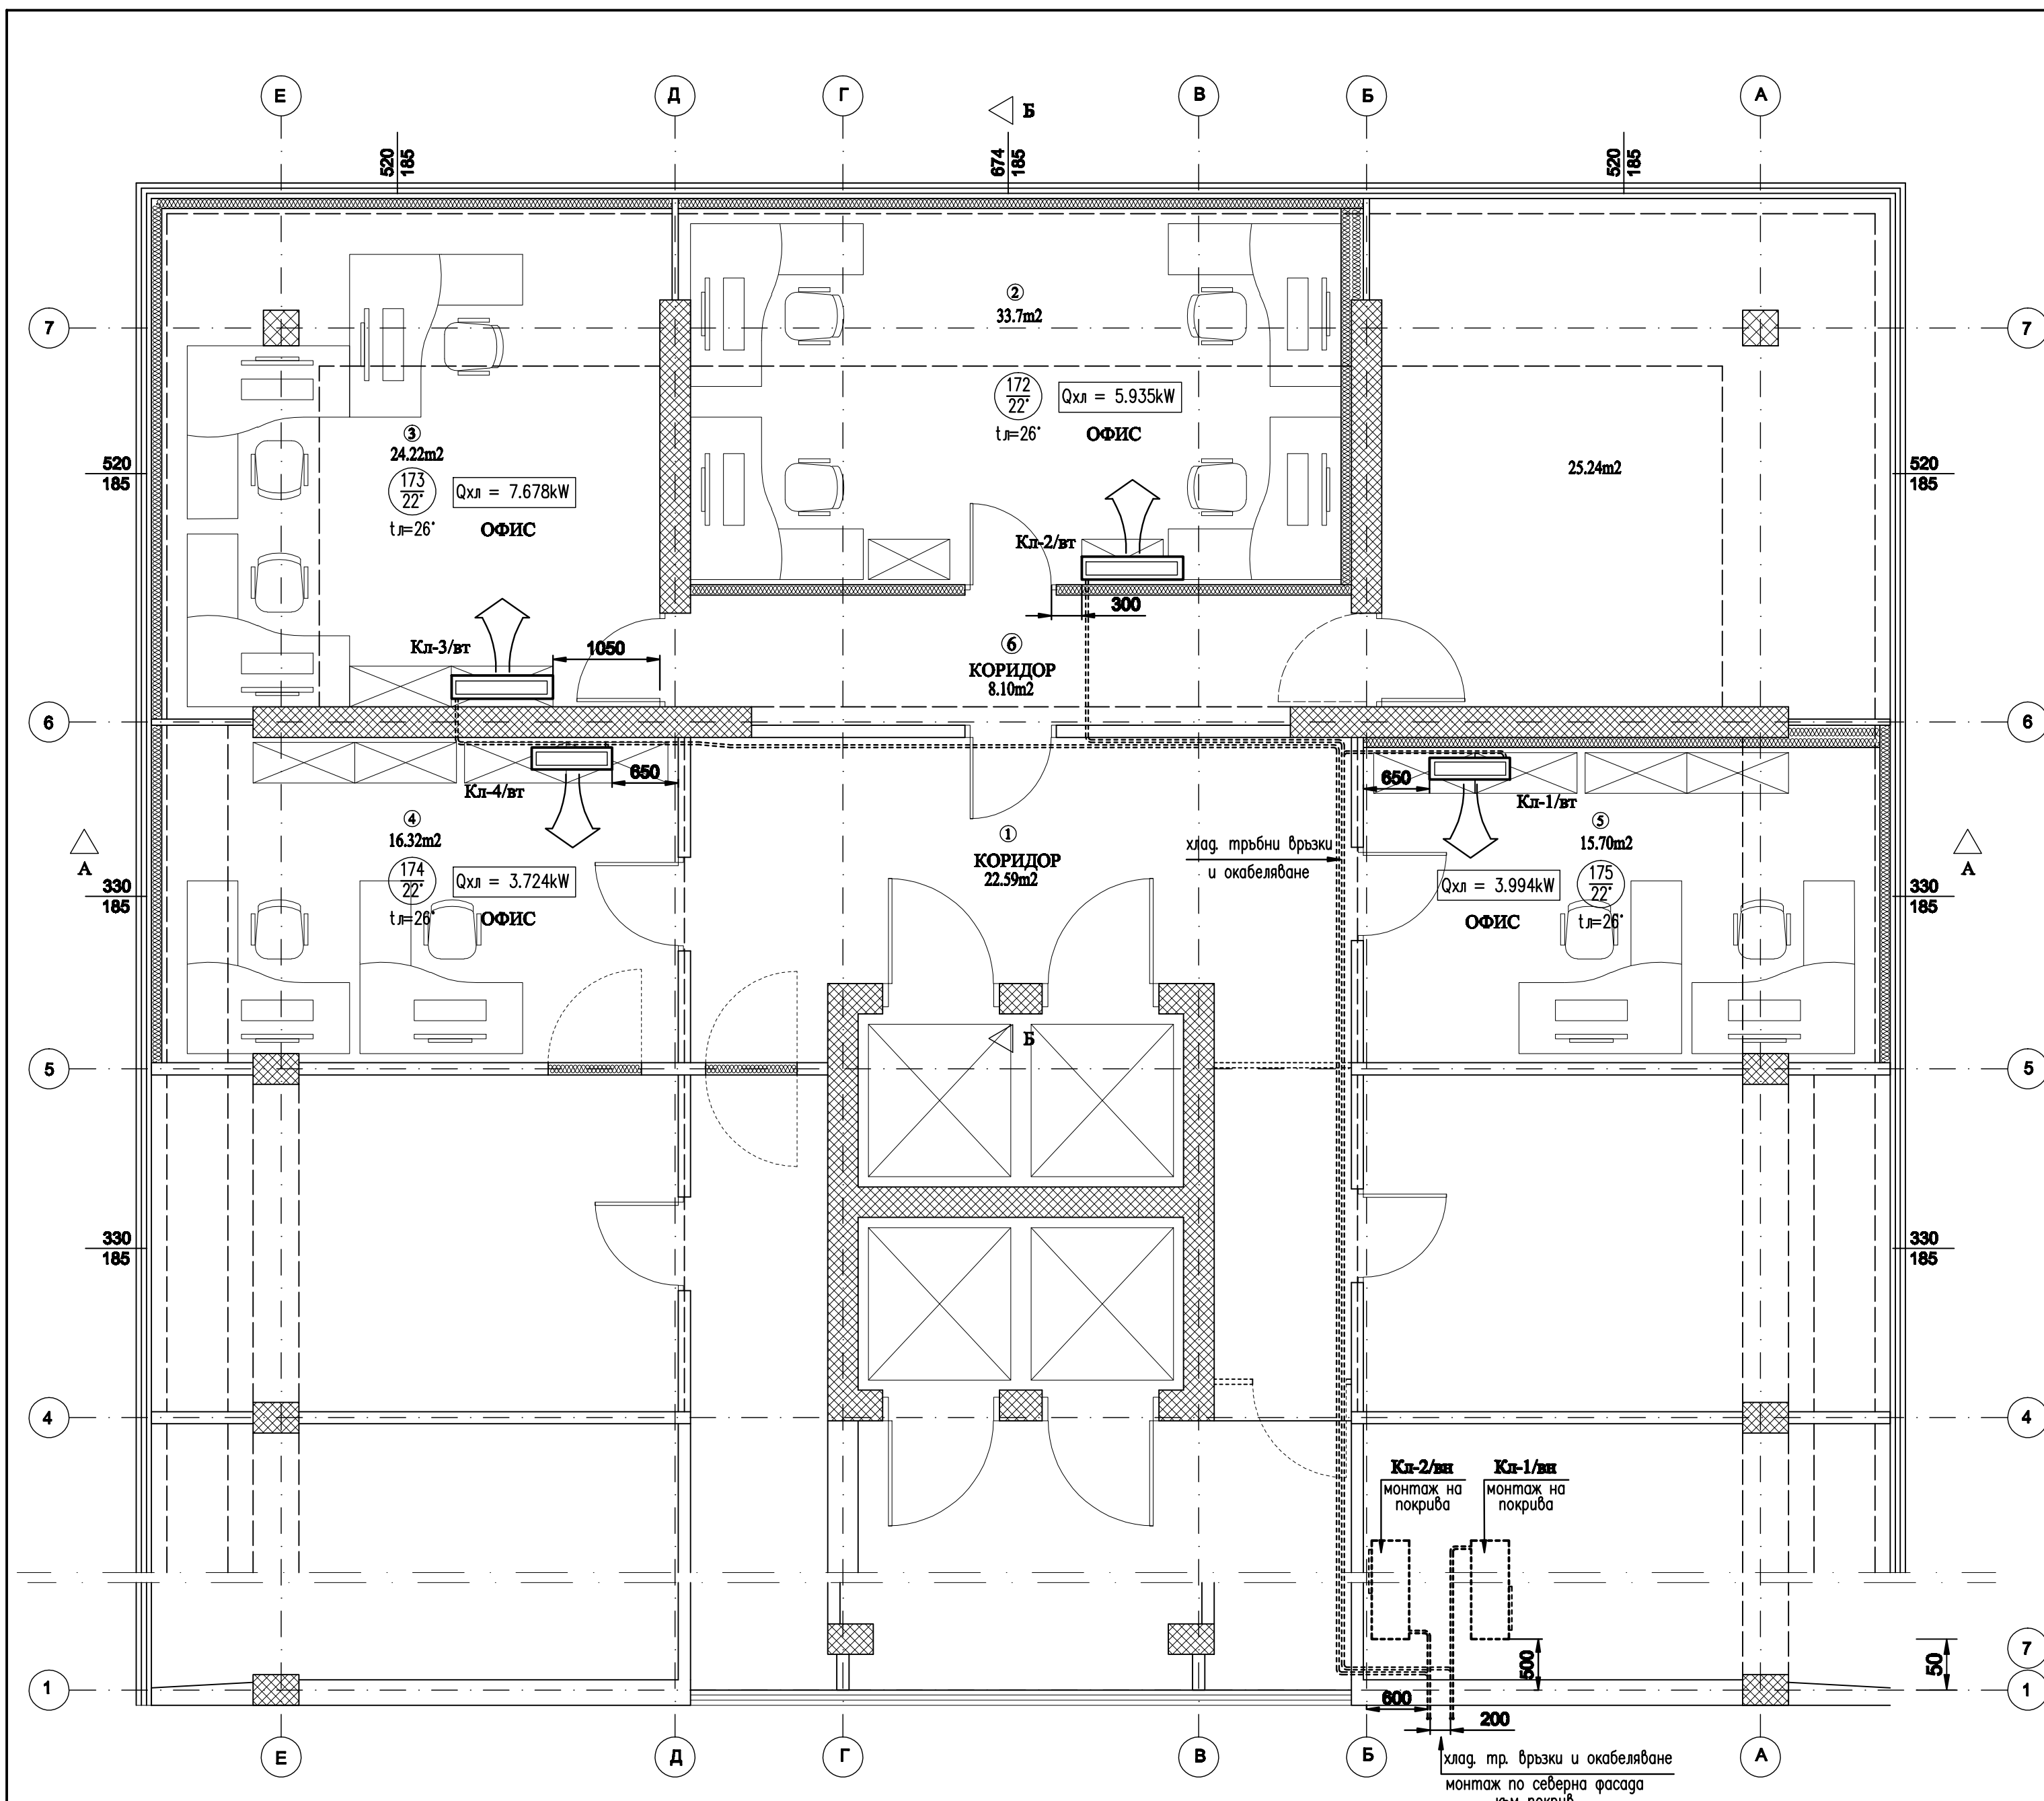 Е Д Г В Б А
Б
520
185
674
185
520
185
7
7
②
33.7m2
172
22°
Qхл = 5.935kW
tл=26°
ОФИС
③
24.22m2
173
22°
Qхл = 7.678kW
tл=26°
ОФИС
520
185
25.24m2
520
185
Кл-2/вт
300
Кл-3/вт
1050
⑥
КОРИДОР
8.10m2
6
6
650
Кл-4/вт
650
Кл-1/вт
④
16.32m2
174
22°
Qхл = 3.724kW
tл=26°
ОФИС
А
330
185
①
КОРИДОР
22.59m2
хлад. тръбни връзки
и окабеляване
⑤
15.70m2
Qхл = 3.994kW
175
22°
ОФИС
tл=26°
А
330
185
Б
5
5
330
185
330
185
4
4
Кл-2/вн
монтаж на
покрива
Кл-1/вн
монтаж на
покрива
500
50
7
1
1
600
200
Е Д Г В Б А
хлад. тр. връзки и окабеляване
монтаж по северна фасада
към покрив